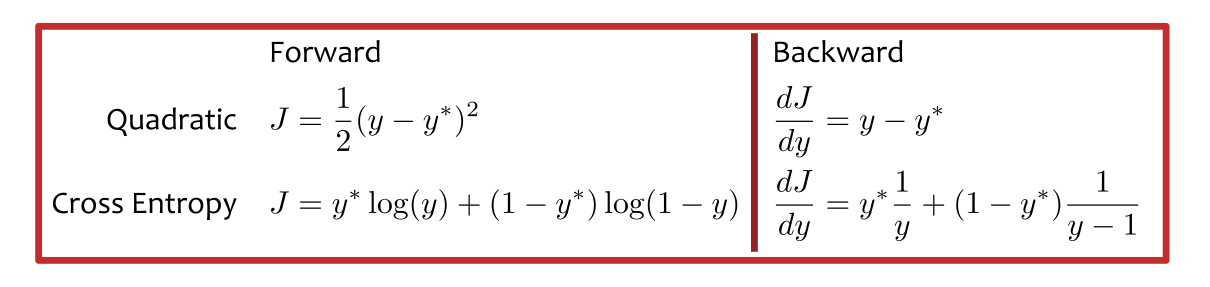 Forward Backward
Quadratic J = \frac{1}{2}(y - y^*)^2 \frac{dJ}{dy} = y - y^*
Cross Entropy J = y^* \log(y) + (1 - y^*) \log(1 - y) \frac{dJ}{dy} = y^* \frac{1}{y} + (1 - y^*) \frac{1}{y - 1}